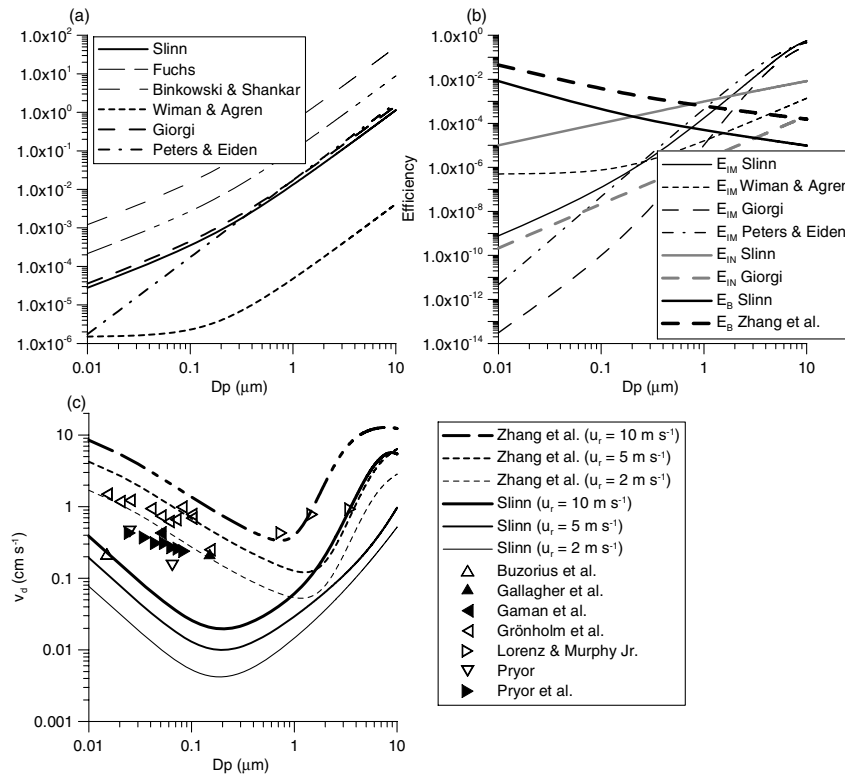 (a)
1.0x10²
1.0x10¹
1.0x10⁰
1.0x10⁻¹
1.0x10⁻²
1.0x10⁻³
1.0x10⁻⁴
1.0x10⁻⁵
1.0x10⁻⁶
Slinn
Fuchs
Binkowski & Shankar
Wiman & Agren
Giorgi
Peters & Eiden
0.01
0.1
1
10
Dp (μm)
(b)
Efficiency
1.0x10⁰
1.0x10⁻²
1.0x10⁻⁴
1.0x10⁻⁶
1.0x10⁻⁸
1.0x10⁻¹⁰
1.0x10⁻¹²
1.0x10⁻¹⁴
E_IM Slinn
E_IM Wiman & Agren
E_IM Giorgi
E_IM Peters & Eiden
E_IN Slinn
E_IN Giorgi
E_B Slinn
E_B Zhang et al.
0.01
0.1
1
10
Dp (μm)
(c)
v_d (cm s⁻¹)
10
1
0.1
0.01
0.001
0.01
0.1
1
10
Dp (μm)
Zhang et al. (u_r = 10 m s⁻¹)
Zhang et al. (u_r = 5 m s⁻¹)
Zhang et al. (u_r = 2 m s⁻¹)
Slinn (u_r = 10 m s⁻¹)
Slinn (u_r = 5 m s⁻¹)
Slinn (u_r = 2 m s⁻¹)
Buzorius et al.
Gallagher et al.
Gaman et al.
Grönholm et al.
Lorenz & Murphy Jr.
Pryor
Pryor et al.